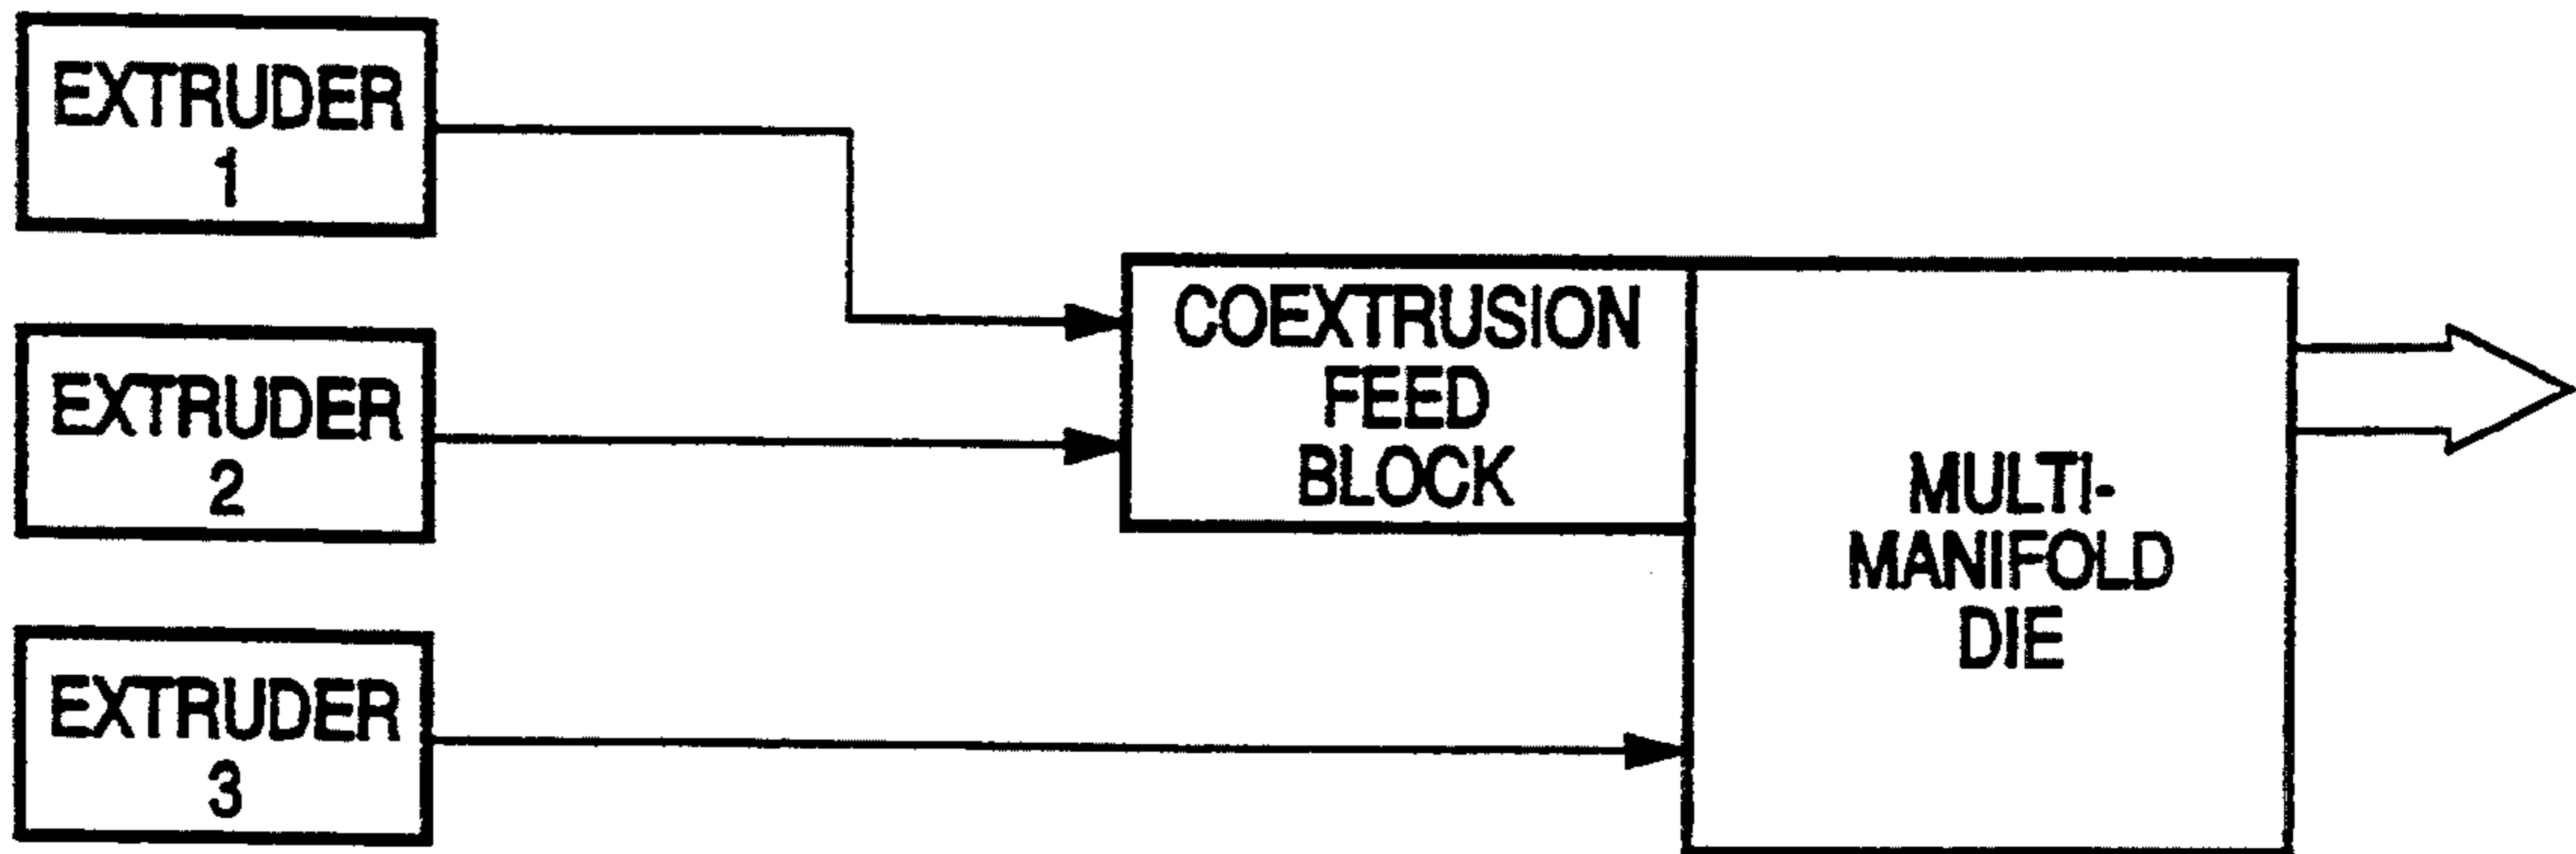 EXTRUDER
1
EXTRUDER
2
EXTRUDER
3
COEXTRUSION
FEED
BLOCK
MULTI-
MANIFOLD
DIE